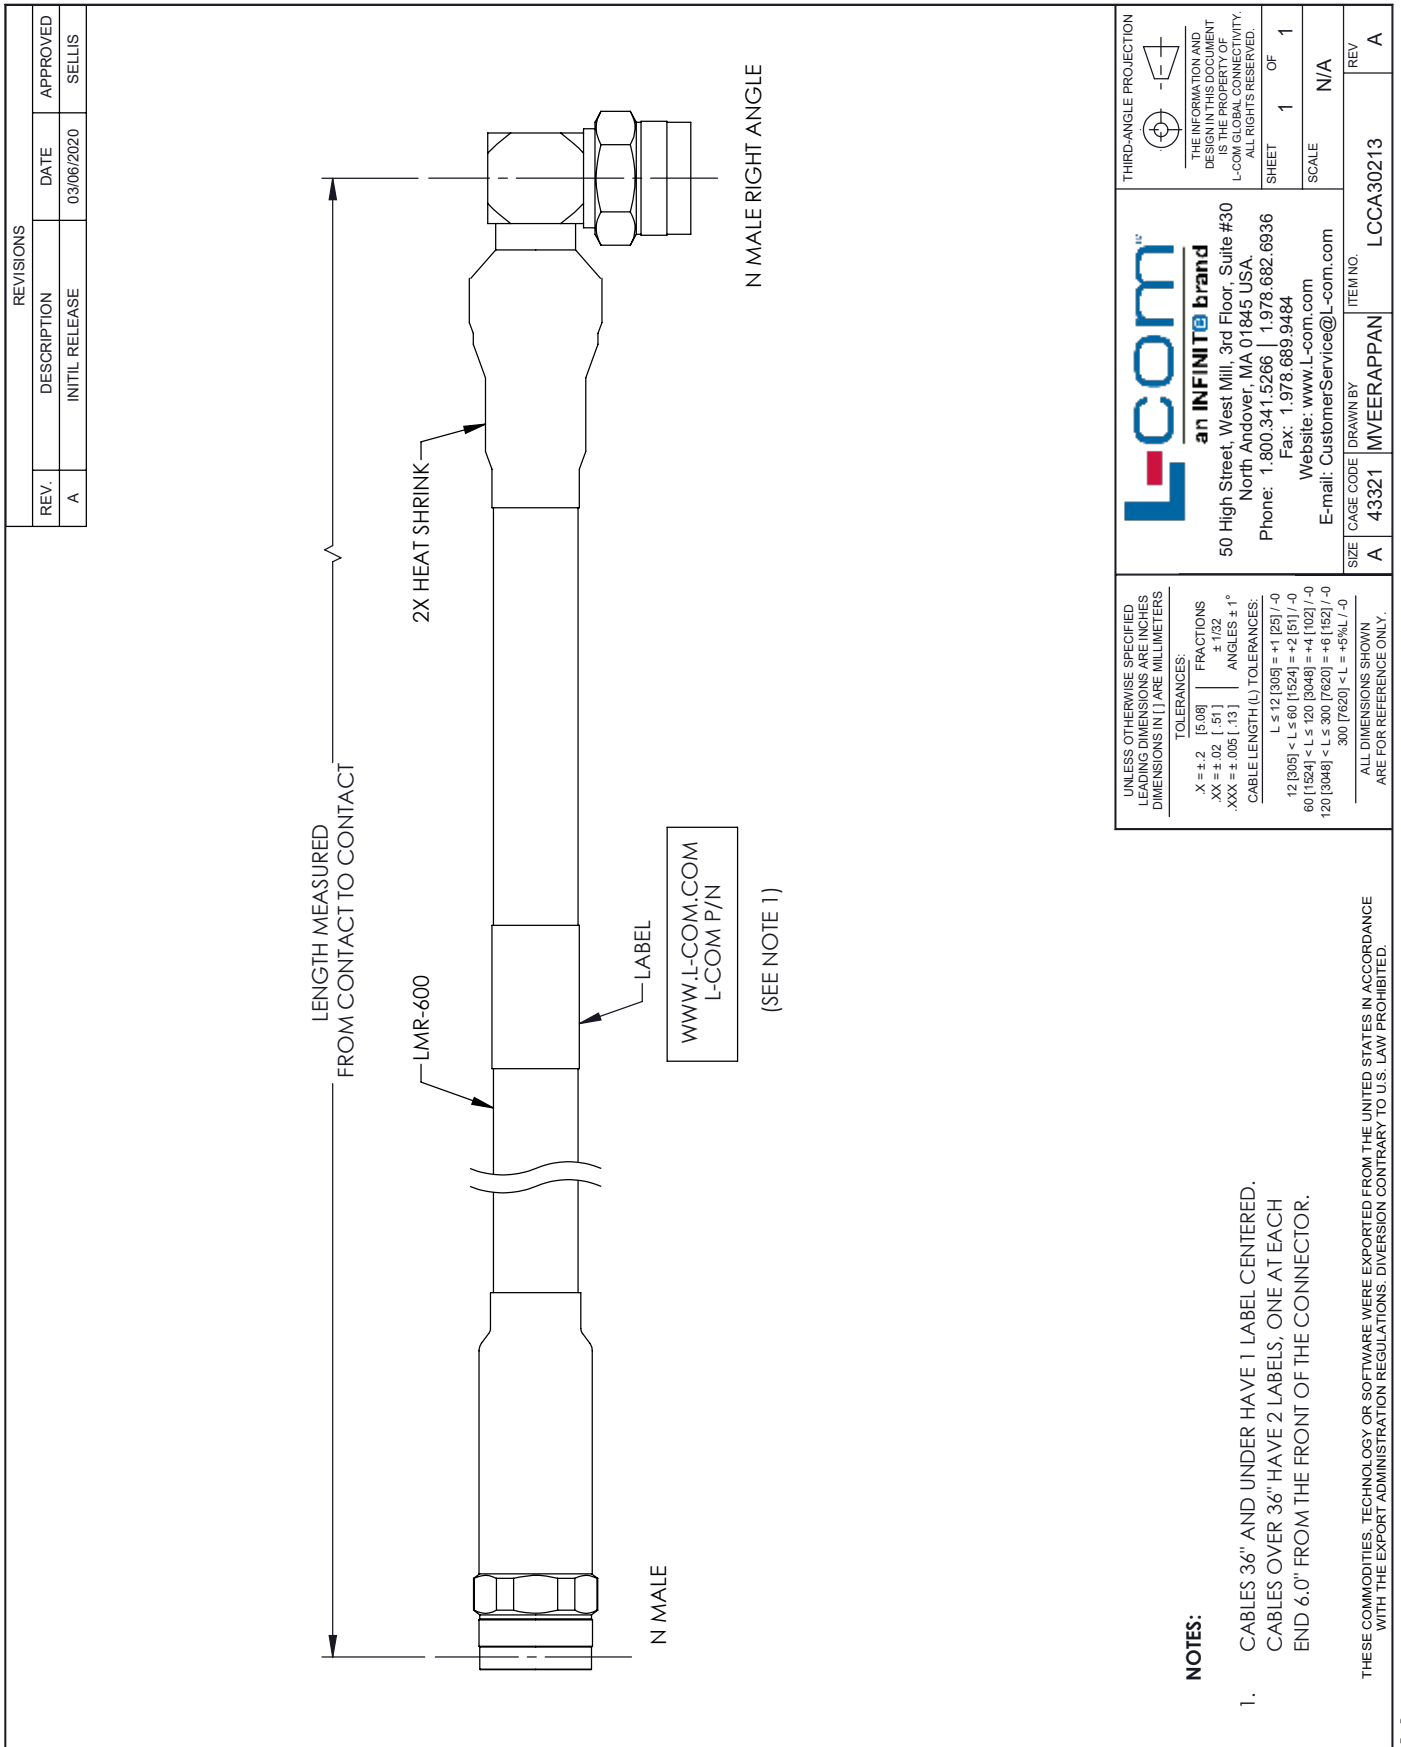 REVISIONS
REV. DESCRIPTION DATE APPROVED
A INITIL RELEASE 03/06/2020 SELLIS
LENGTH MEASURED
FROM CONTACT TO CONTACT
LMR-600
2X HEAT SHRINK
LABEL
WWW.L-COM.COM
L-COM P/N
(SEE NOTE 1)
N MALE
N MALE RIGHT ANGLE
NOTES:
1. CABLES 36" AND UNDER HAVE 1 LABEL CENTERED.
CABLES OVER 36" HAVE 2 LABELS, ONE AT EACH
END 6.0" FROM THE FRONT OF THE CONNECTOR.
THESE COMMODITIES, TECHNOLOGY OR SOFTWARE WERE EXPORTED FROM THE UNITED STATES IN ACCORDANCE
WITH THE EXPORT ADMINISTRATION REGULATIONS. DIVERSION CONTRARY TO U.S. LAW PROHIBITED.
UNLESS OTHERWISE SPECIFIED
LEADING DIMENSIONS ARE INCHES
DIMENSIONS IN [ ] ARE MILLIMETERS
TOLERANCES:
.X = ±.2 [5.08] FRACTIONS
.XX = ±.02 [.51] ± 1/32
.XXX = ±.005 [.13] ANGLES ± 1°
CABLE LENGTH (L) TOLERANCES:
L ≤ 12 [305] = +1 [25] / -0
12 [305] < L ≤ 60 [1524] = +2 [51] / -0
60 [1524] < L ≤ 120 [3048] = +4 [102] / -0
120 [3048] < L ≤ 300 [7620] = +6 [152] / -0
300 [7620] < L = +5%L / -0
ALL DIMENSIONS SHOWN
ARE FOR REFERENCE ONLY.
L-com
an INFINITE brand
50 High Street, West Mill, 3rd Floor, Suite #30
North Andover, MA 01845 USA.
Phone: 1.800.341.5266 | 1.978.682.6936
Fax: 1.978.689.9484
Website: www.L-com.com
E-mail: CustomerService@L-com.com
THIRD-ANGLE PROJECTION
THE INFORMATION AND
DESIGN IN THIS DOCUMENT
IS THE PROPERTY OF
L-COM GLOBAL CONNECTIVITY.
ALL RIGHTS RESERVED.
SHEET 1 OF 1
SCALE N/A
SIZE CAGE CODE DRAWN BY ITEM NO. REV
A 43321 MVEERAPPAN LCCA30213 A